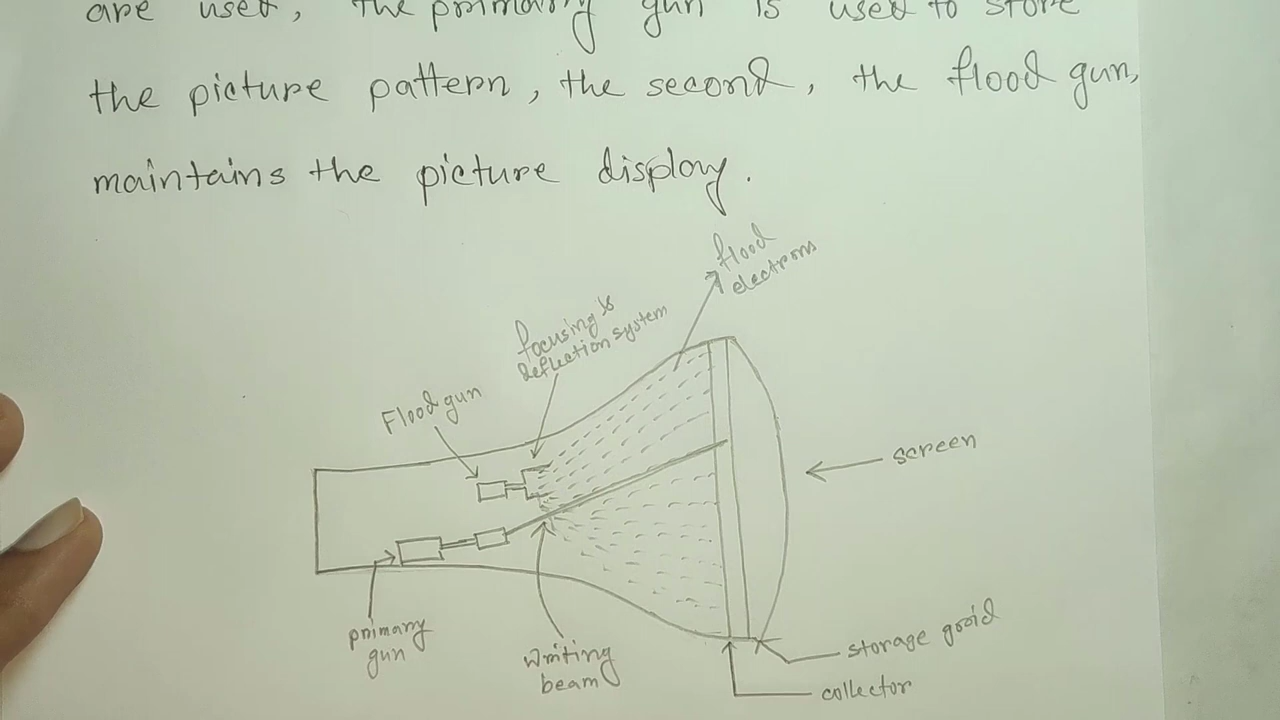 are used, the primary gun is used to store
the picture pattern, the second, the flood gun,
maintains the picture display.
flood
electrons
focusing &
deflection system
Flood gun
screen
primary
gun
writing
beam
storage grid
collector